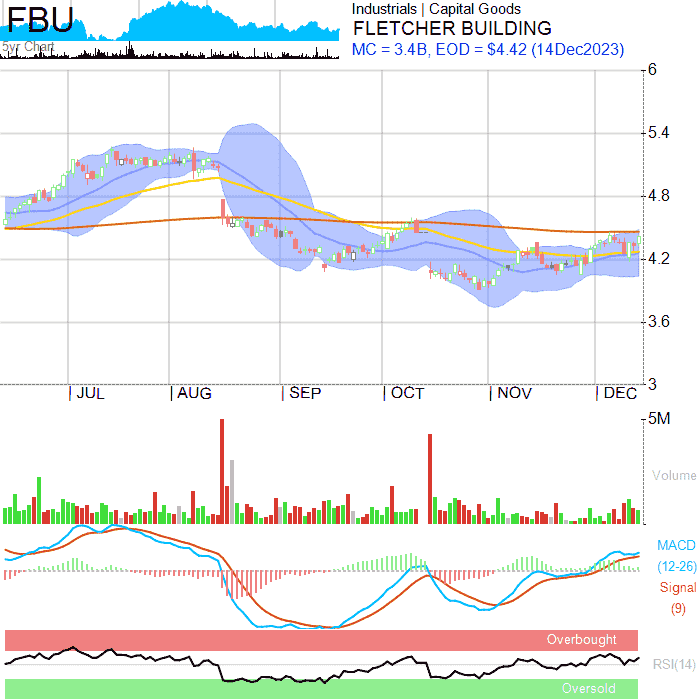 FBU
5yr Chart
Industrials | Capital Goods
FLETCHER BUILDING
MC = 3.4B, EOD = $4.42 (14Dec2023)
6
5.4
4.8
4.2
3.6
3
JUL AUG SEP OCT NOV DEC
5M
Volume
MACD
(12-26)
Signal
(9)
Overbought
RSI(14)
Oversold